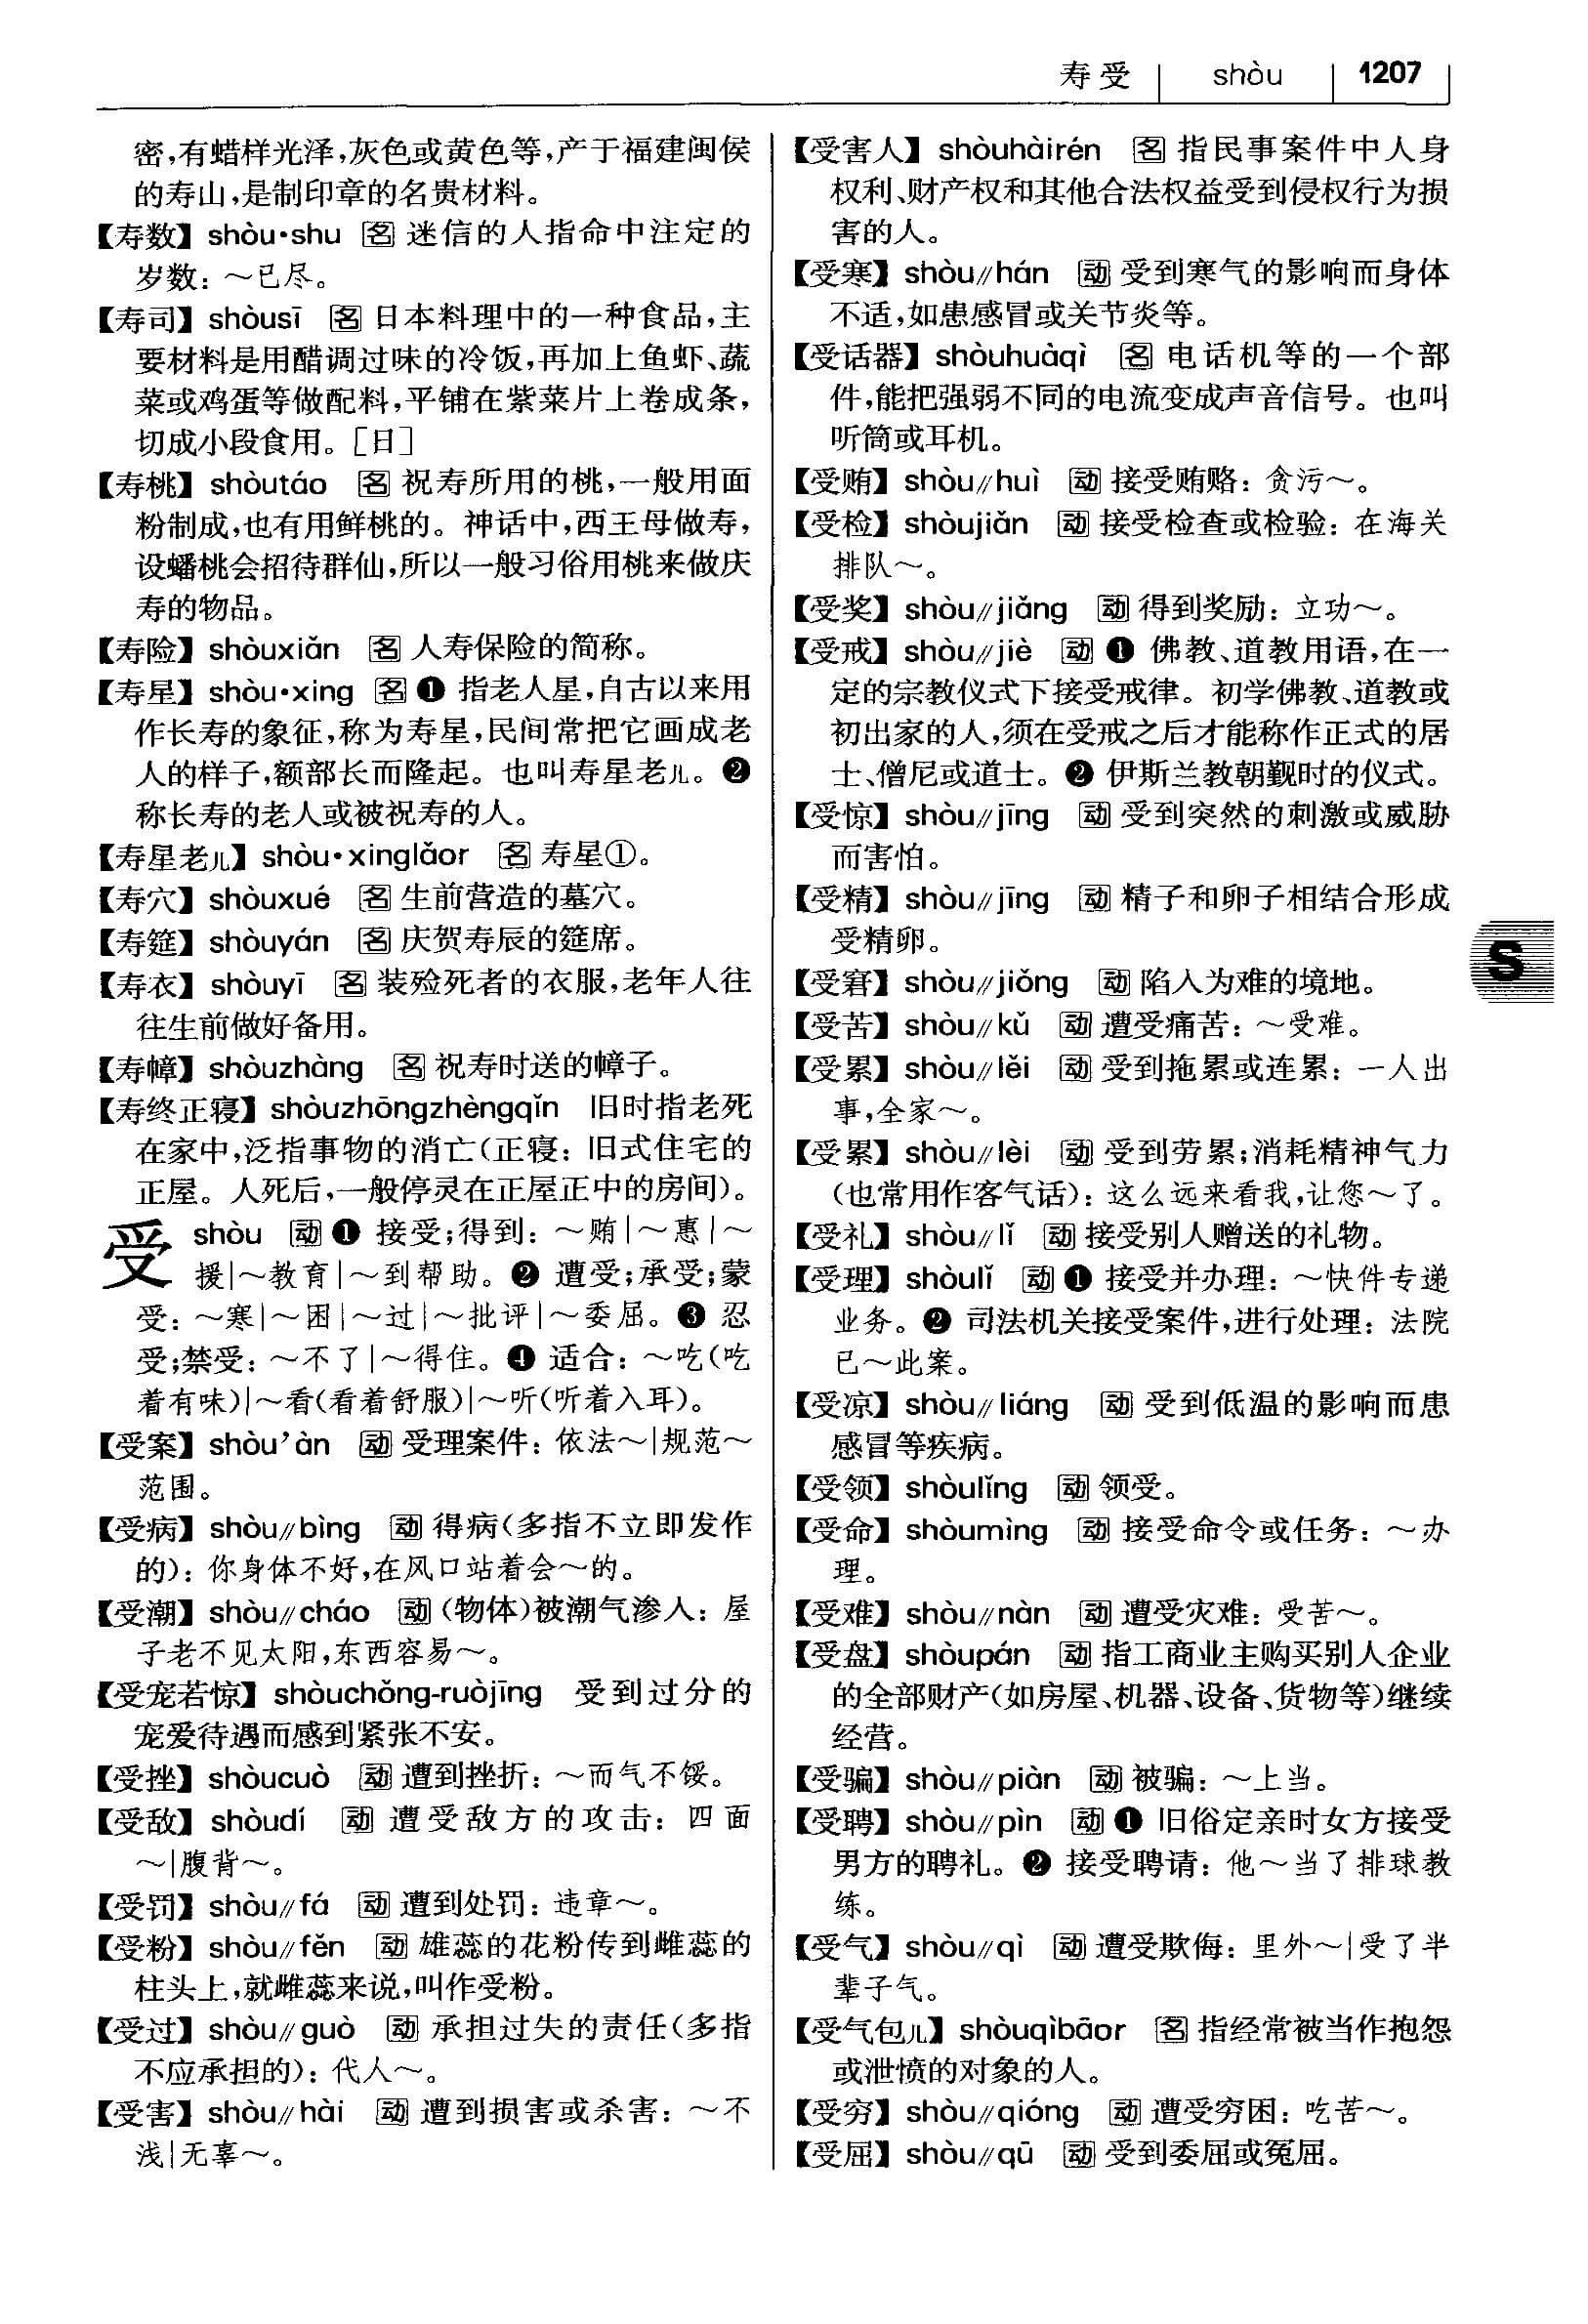 寿受 shòu 1207
密,有蜡样光泽,灰色或黄色等,产于福建闽侯
的寿山,是制印章的名贵材料。
【寿数】 shòu•shu 名 迷信的人指命中注定的
岁数:～已尽。
【寿司】 shòusī 名 日本料理中的一种食品,主
要材料是用醋调过味的冷饭,再加上鱼虾、蔬
菜或鸡蛋等做配料,平铺在紫菜片上卷成条,
切成小段食用。[日]
【寿桃】 shòutáo 名 祝寿所用的桃,一般用面
粉制成,也有用鲜桃的。神话中,西王母做寿,
设蟠桃会招待群仙,所以一般习俗用桃来做庆
寿的物品。
【寿险】 shòuxiǎn 名 人寿保险的简称。
【寿星】 shòu•xing 名 ❶ 指老人星,自古以来用
作长寿的象征,称为寿星,民间常把它画成老
人的样子,额部长而隆起。也叫寿星老儿。❷
称长寿的老人或被祝寿的人。
【寿星老儿】 shòu•xinglǎor 名 寿星①。
【寿穴】 shòuxué 名 生前营造的墓穴。
【寿筵】 shòuyán 名 庆贺寿辰的筵席。
【寿衣】 shòuyī 名 装殓死者的衣服,老年人往
往生前做好备用。
【寿幛】 shòuzhàng 名 祝寿时送的幛子。
【寿终正寝】 shòuzhōngzhèngqǐn 旧时指老死
在家中,泛指事物的消亡(正寝:旧式住宅的
正屋。人死后,一般停灵在正屋正中的房间)。
受 shòu 动 ❶ 接受;得到:～贿|～惠|～
援|～教育|～到帮助。❷ 遭受;承受;蒙
受:～寒|～困|～过|～批评|～委屈。❸ 忍
受;禁受:～不了|～得住。❹ 适合:～吃(吃
着有味)|～看(看着舒服)|～听(听着入耳)。
【受案】 shòu’àn 动 受理案件:依法～|规范～
范围。
【受病】 shòu//bìng 动 得病(多指不立即发作
的):你身体不好,在风口站着会～的。
【受潮】 shòu//cháo 动 (物体)被潮气渗入:屋
子老不见太阳,东西容易～。
【受宠若惊】 shòuchǒng-ruòjīng 受到过分的
宠爱待遇而感到紧张不安。
【受挫】 shòucuò 动 遭到挫折:～而气不馁。
【受敌】 shòudí 动 遭受敌方的攻击:四面
～|腹背～。
【受罚】 shòu//fá 动 遭到处罚:违章～。
【受粉】 shòu//fěn 动 雄蕊的花粉传到雌蕊的
柱头上,就雌蕊来说,叫作受粉。
【受过】 shòu//guò 动 承担过失的责任(多指
不应承担的):代人～。
【受害】 shòu//hài 动 遭到损害或杀害:～不
浅|无辜～。
【受害人】 shòuhàirén 名 指民事案件中人身
权利、财产权和其他合法权益受到侵权行为损
害的人。
【受寒】 shòu//hán 动 受到寒气的影响而身体
不适,如患感冒或关节炎等。
【受话器】 shòuhuàqì 名 电话机等的一个部
件,能把强弱不同的电流变成声音信号。也叫
听筒或耳机。
【受贿】 shòu//huì 动 接受贿赂:贪污～。
【受检】 shòujiǎn 动 接受检查或检验:在海关
排队～。
【受奖】 shòu//jiǎng 动 得到奖励:立功～。
【受戒】 shòu//jiè 动 ❶ 佛教、道教用语,在一
定的宗教仪式下接受戒律。初学佛教、道教或
初出家的人,须在受戒之后才能称作正式的居
士、僧尼或道士。❷ 伊斯兰教朝觐时的仪式。
【受惊】 shòu//jīng 动 受到突然的刺激或威胁
而害怕。
【受精】 shòu//jīng 动 精子和卵子相结合形成
受精卵。
【受窘】 shòu//jiǒng 动 陷入为难的境地。
【受苦】 shòu//kǔ 动 遭受痛苦:～受难。
【受累】 shòu//lěi 动 受到拖累或连累:一人出
事,全家～。
【受累】 shòu//lèi 动 受到劳累;消耗精神气力
(也常用作客气话):这么远来看我,让您～了。
【受礼】 shòu//lǐ 动 接受别人赠送的礼物。
【受理】 shòulǐ 动 ❶ 接受并办理:～快件专递
业务。❷ 司法机关接受案件,进行处理:法院
已～此案。
【受凉】 shòu//liáng 动 受到低温的影响而患
感冒等疾病。
【受领】 shòulǐng 动 领受。
【受命】 shòumìng 动 接受命令或任务:～办
理。
【受难】 shòu//nàn 动 遭受灾难:受苦～。
【受盘】 shòupán 动 指工商业主购买别人企业
的全部财产(如房屋、机器、设备、货物等)继续
经营。
【受骗】 shòu//piàn 动 被骗:～上当。
【受聘】 shòu//pìn 动 ❶ 旧俗定亲时女方接受
男方的聘礼。❷ 接受聘请:他～当了排球教
练。
【受气】 shòu//qì 动 遭受欺侮:里外～|受了半
辈子气。
【受气包儿】 shòuqìbāor 名 指经常被当作抱怨
或泄愤的对象的人。
【受穷】 shòu//qióng 动 遭受穷困:吃苦～。
【受屈】 shòu//qū 动 受到委屈或冤屈。
S